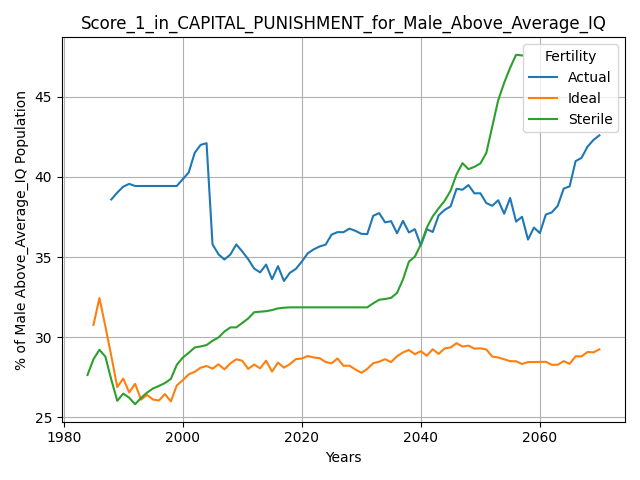 Score_1_in_CAPITAL_PUNISHMENT_for_Male_Above_Average_IQ
% of Male Above_Average_IQ Population
45
40
35
30
25
Fertility
Actual
Ideal
Sterile
1980 2000 2020 2040 2060
Years